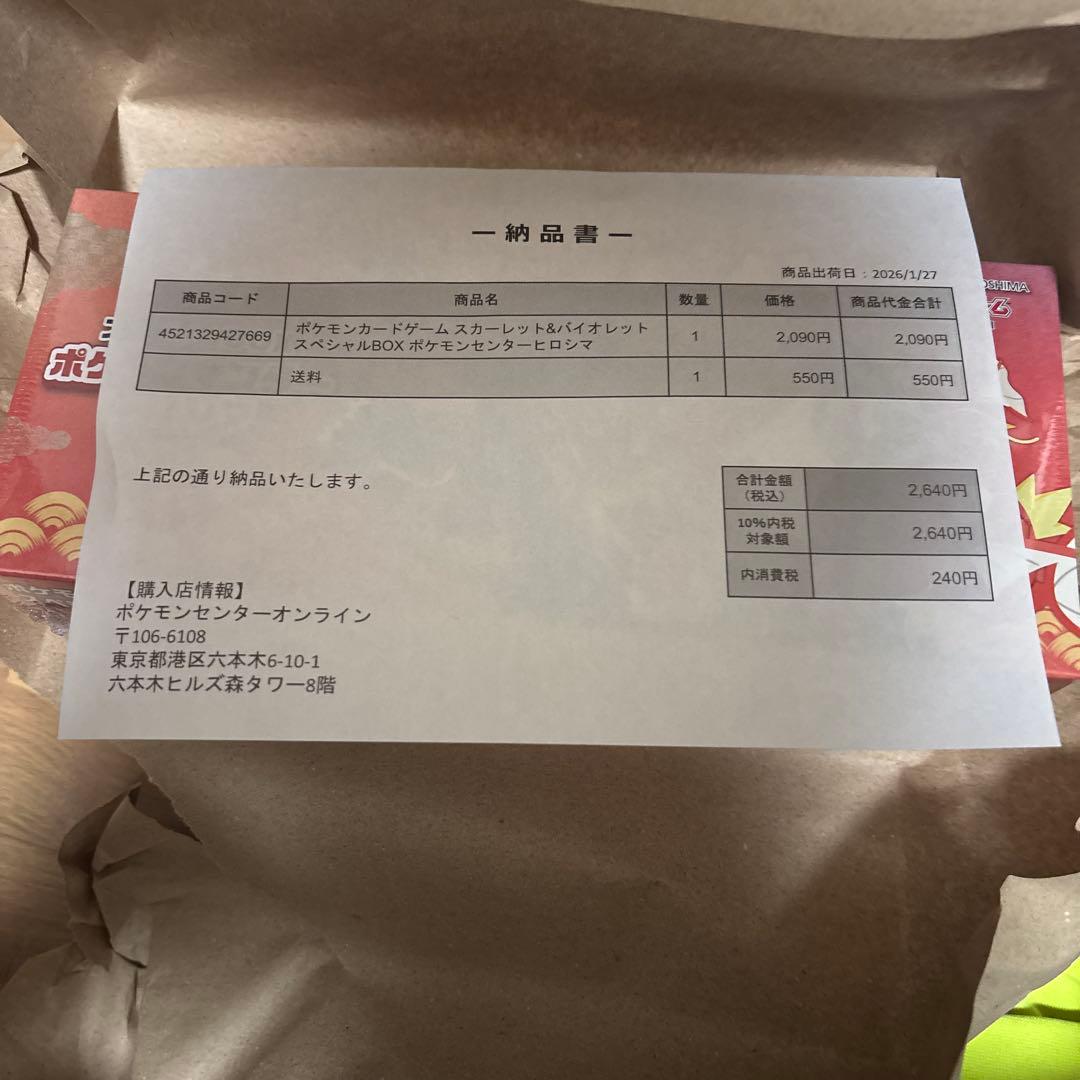 ー 納 品 書 ー
商品出荷日：2026/1/27
商品コード 商品名 数量 価格 商品代金合計
4521329427669 ポケモンカードゲーム スカーレット&バイオレット スペシャルBOX ポケモンセンターヒロシマ 1 2,090円 2,090円
送料 1 550円 550円
上記の通り納品いたします。
合計金額（税込） 2,640円
10%内税対象額 2,640円
内消費税 240円
【購入店情報】
ポケモンセンターオンライン
〒106-6108
東京都港区六本木6-10-1
六本木ヒルズ森タワー8階
ポケ
OSHIMA